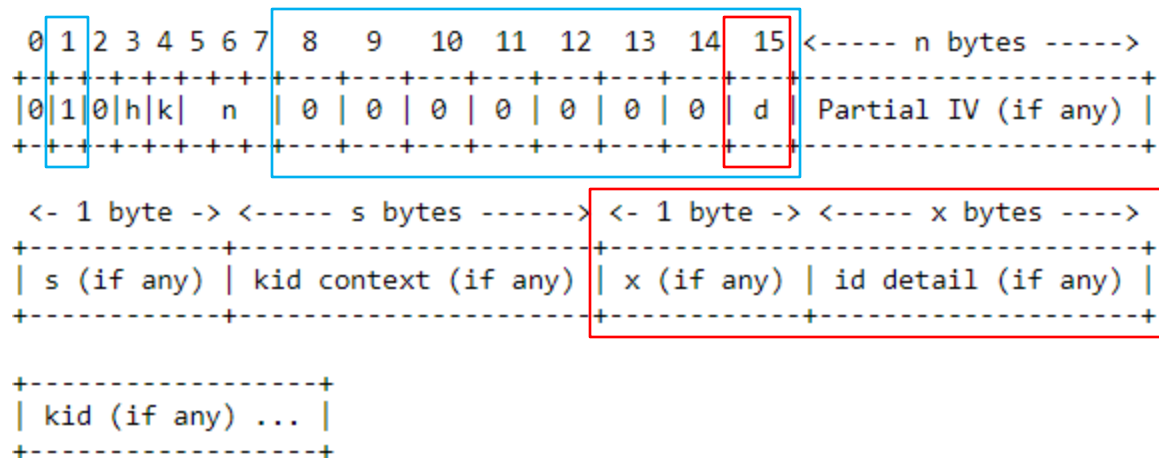 0 1 2 3 4 5 6 7 8 9 10 11 12 13 14 15 <----- n bytes ----->
+-+-+-+-+-+-+-+-+---+---+---+---+---+---+---+---+---------------------+
|0|1|0|h|k| n | 0 | 0 | 0 | 0 | 0 | 0 | 0 | d | Partial IV (if any) |
+-+-+-+-+-+-+-+-+---+---+---+---+---+---+---+---+---------------------+
<- 1 byte -> <----- s bytes ------> <- 1 byte -> <----- x bytes ---->
+------------+----------------------+------------+--------------------+
| s (if any) | kid context (if any) | x (if any) | id detail (if any) |
+------------+----------------------+------------+--------------------+
+------------------+
| kid (if any) ... |
+------------------+